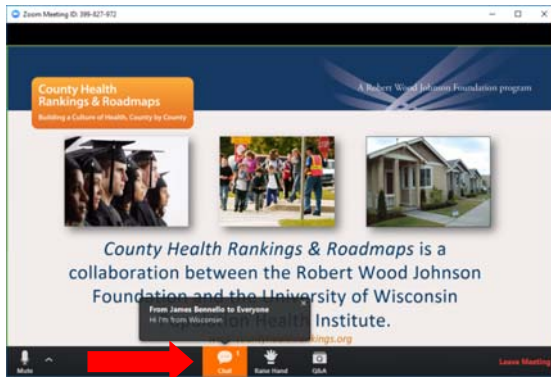 Zoom Meeting ID: 399-827-972
County Health
Rankings & Roadmaps
Building a Culture of Health, County by County
A Robert Wood Johnson Foundation program
County Health Rankings & Roadmaps is a
collaboration between the Robert Wood Johnson
Foundation and the University of Wisconsin
Health Institute.
From James Bennello to Everyone
Hi I'm from Wisconsin
Mute
Chat
1
Raise Hand
Q&A
Leave Meeting